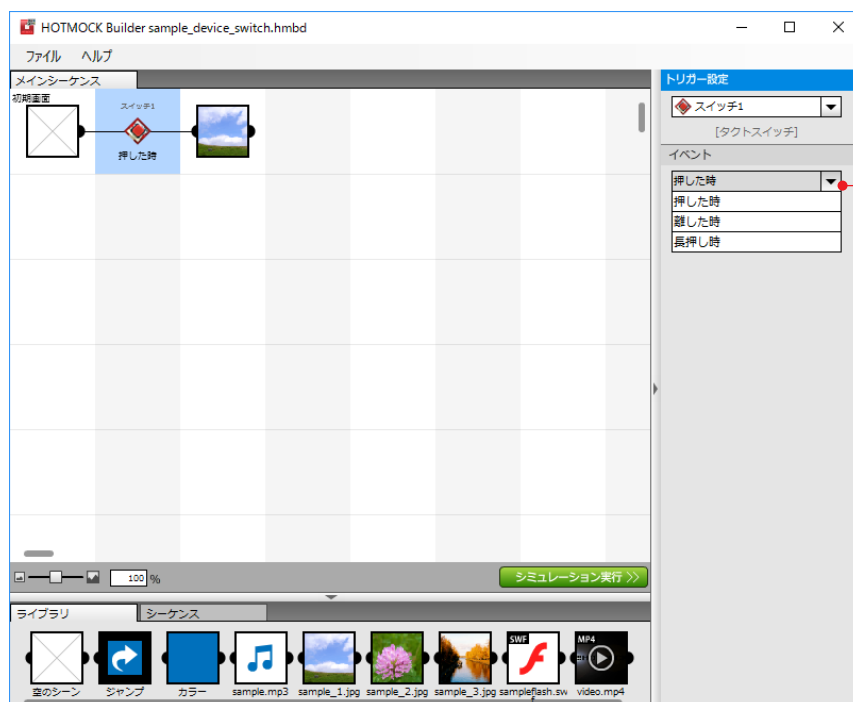 HOTMOCK Builder sample_device_switch.hmbd
ファイル ヘルプ
メインシーケンス
初期画面
スイッチ1
押した時
トリガー設定
スイッチ1
[タクトスイッチ]
イベント
押した時
押した時
離した時
長押し時
100 %
シミュレーション実行
ライブラリ シーケンス
SWF
MP4
空のシーン ジャンプ カラー sample.mp3 sample_1.jpg sample_2.jpg sample_3.jpg sampleflash.sw video.mp4
f